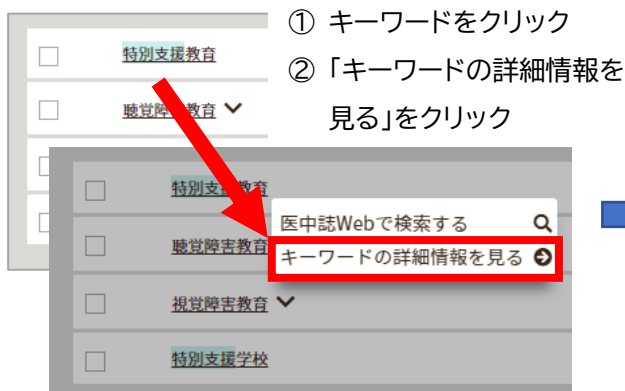 ① キーワードをクリック
② 「キーワードの詳細情報を
見る」をクリック
特別支援教育
聴覚障害教育
特別支援教育
聴覚障害教育
視覚障害教育
特別支援学校
医中誌Webで検索する
キーワードの詳細情報を見る